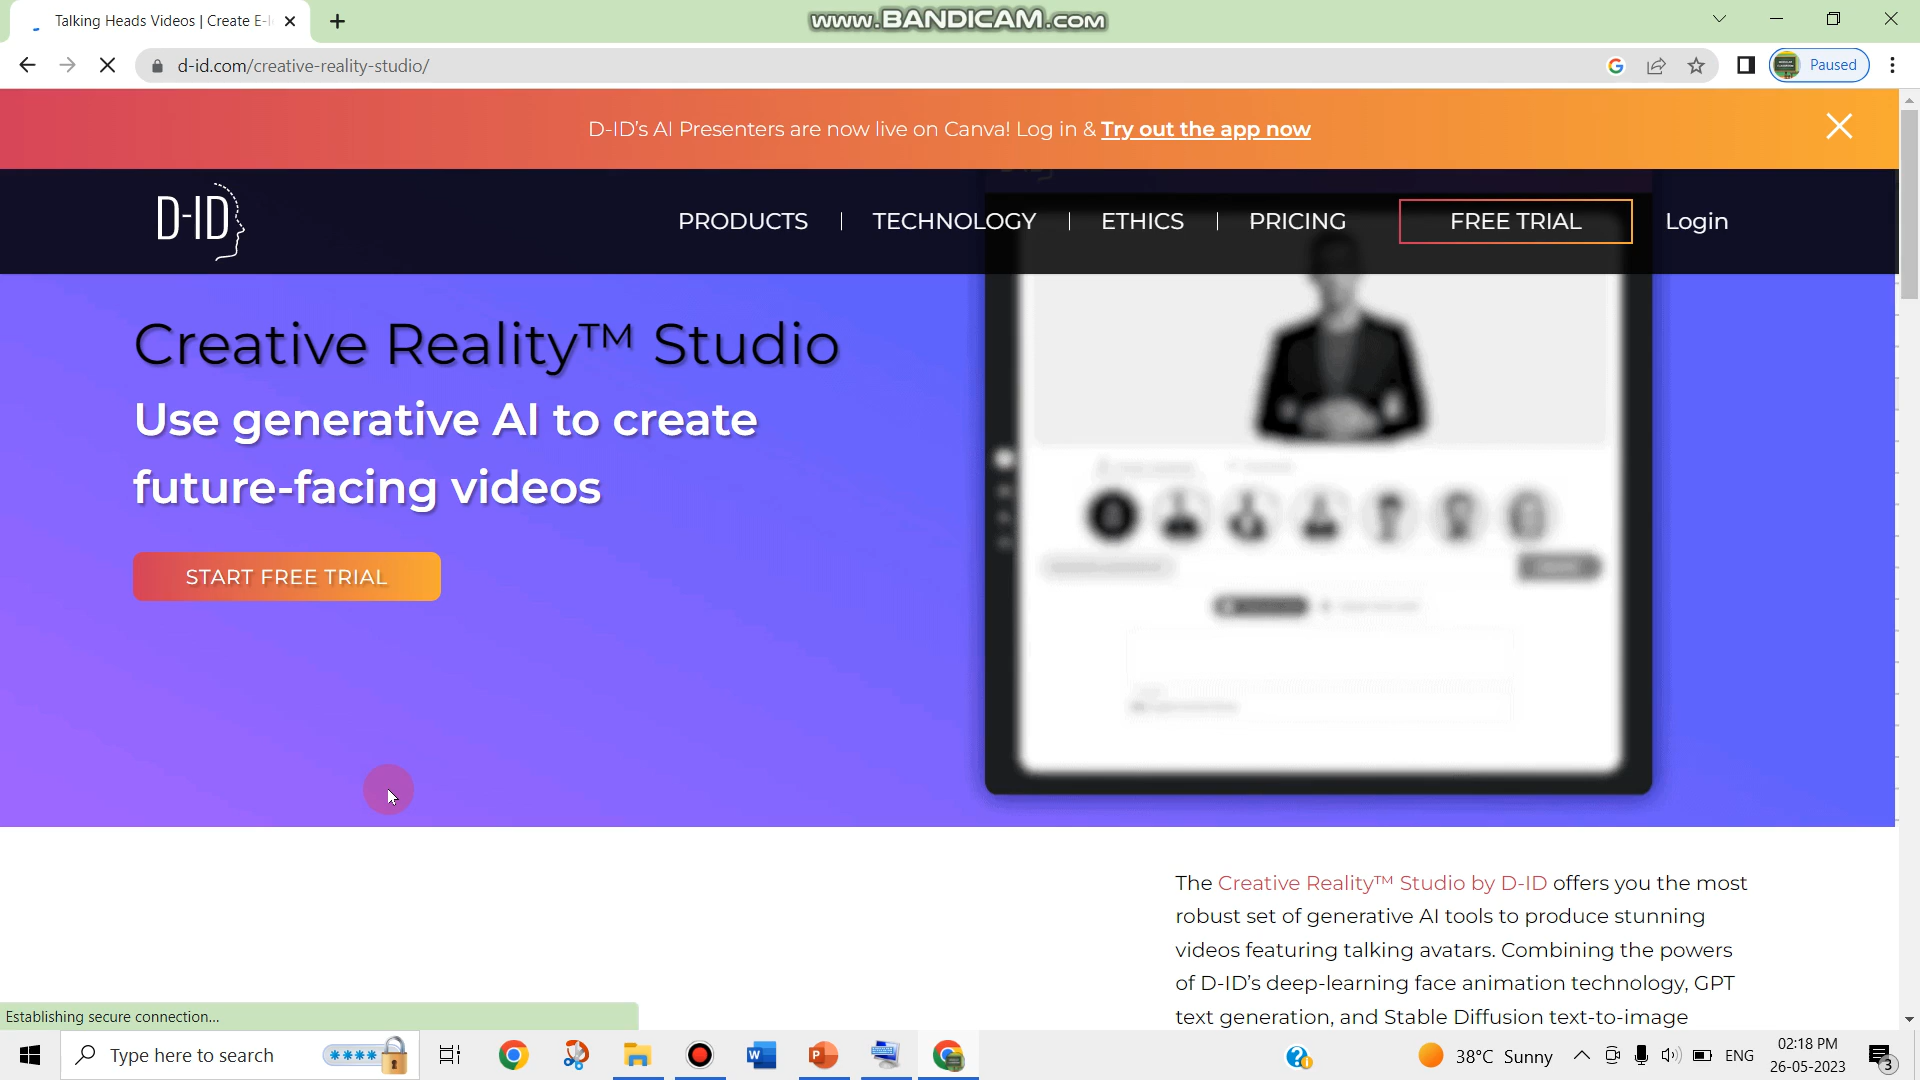 Talking Heads Videos | Create E-l
www.BANDICAM.com
d-id.com/creative-reality-studio/
Paused
D-ID's AI Presenters are now live on Canva! Log in & Try out the app now
D-ID
PRODUCTS | TECHNOLOGY | ETHICS | PRICING
FREE TRIAL
Login
Creative Reality™ Studio
Use generative AI to create
future-facing videos
START FREE TRIAL
The Creative Reality™ Studio by D-ID offers you the most
robust set of generative AI tools to produce stunning
videos featuring talking avatars. Combining the powers
of D-ID's deep-learning face animation technology, GPT
text generation, and Stable Diffusion text-to-image
Establishing secure connection...
Type here to search
38°C Sunny
ENG
02:18 PM
26-05-2023
3